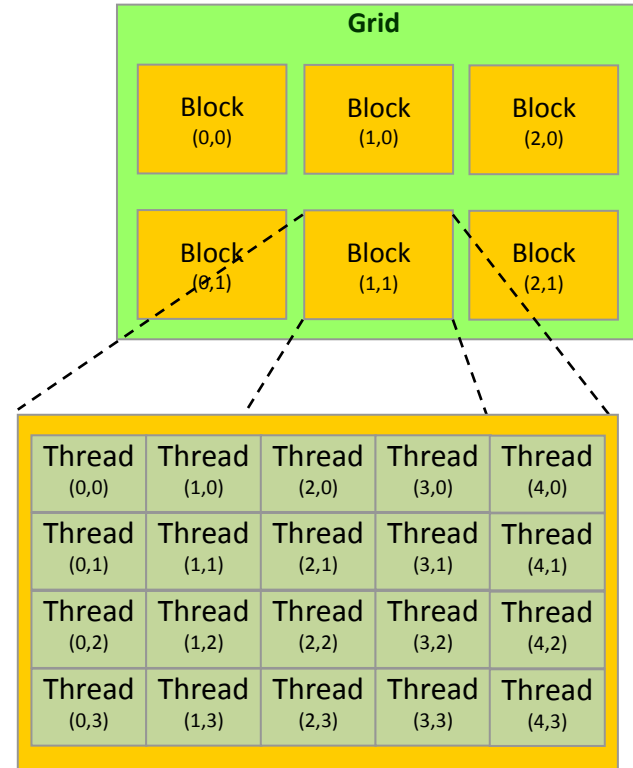 Grid
Block Block Block
(0,0) (1,0) (2,0)
Block Block Block
(0,1) (1,1) (2,1)
Thread Thread Thread Thread Thread
(0,0) (1,0) (2,0) (3,0) (4,0)
Thread Thread Thread Thread Thread
(0,1) (1,1) (2,1) (3,1) (4,1)
Thread Thread Thread Thread Thread
(0,2) (1,2) (2,2) (3,2) (4,2)
Thread Thread Thread Thread Thread
(0,3) (1,3) (2,3) (3,3) (4,3)